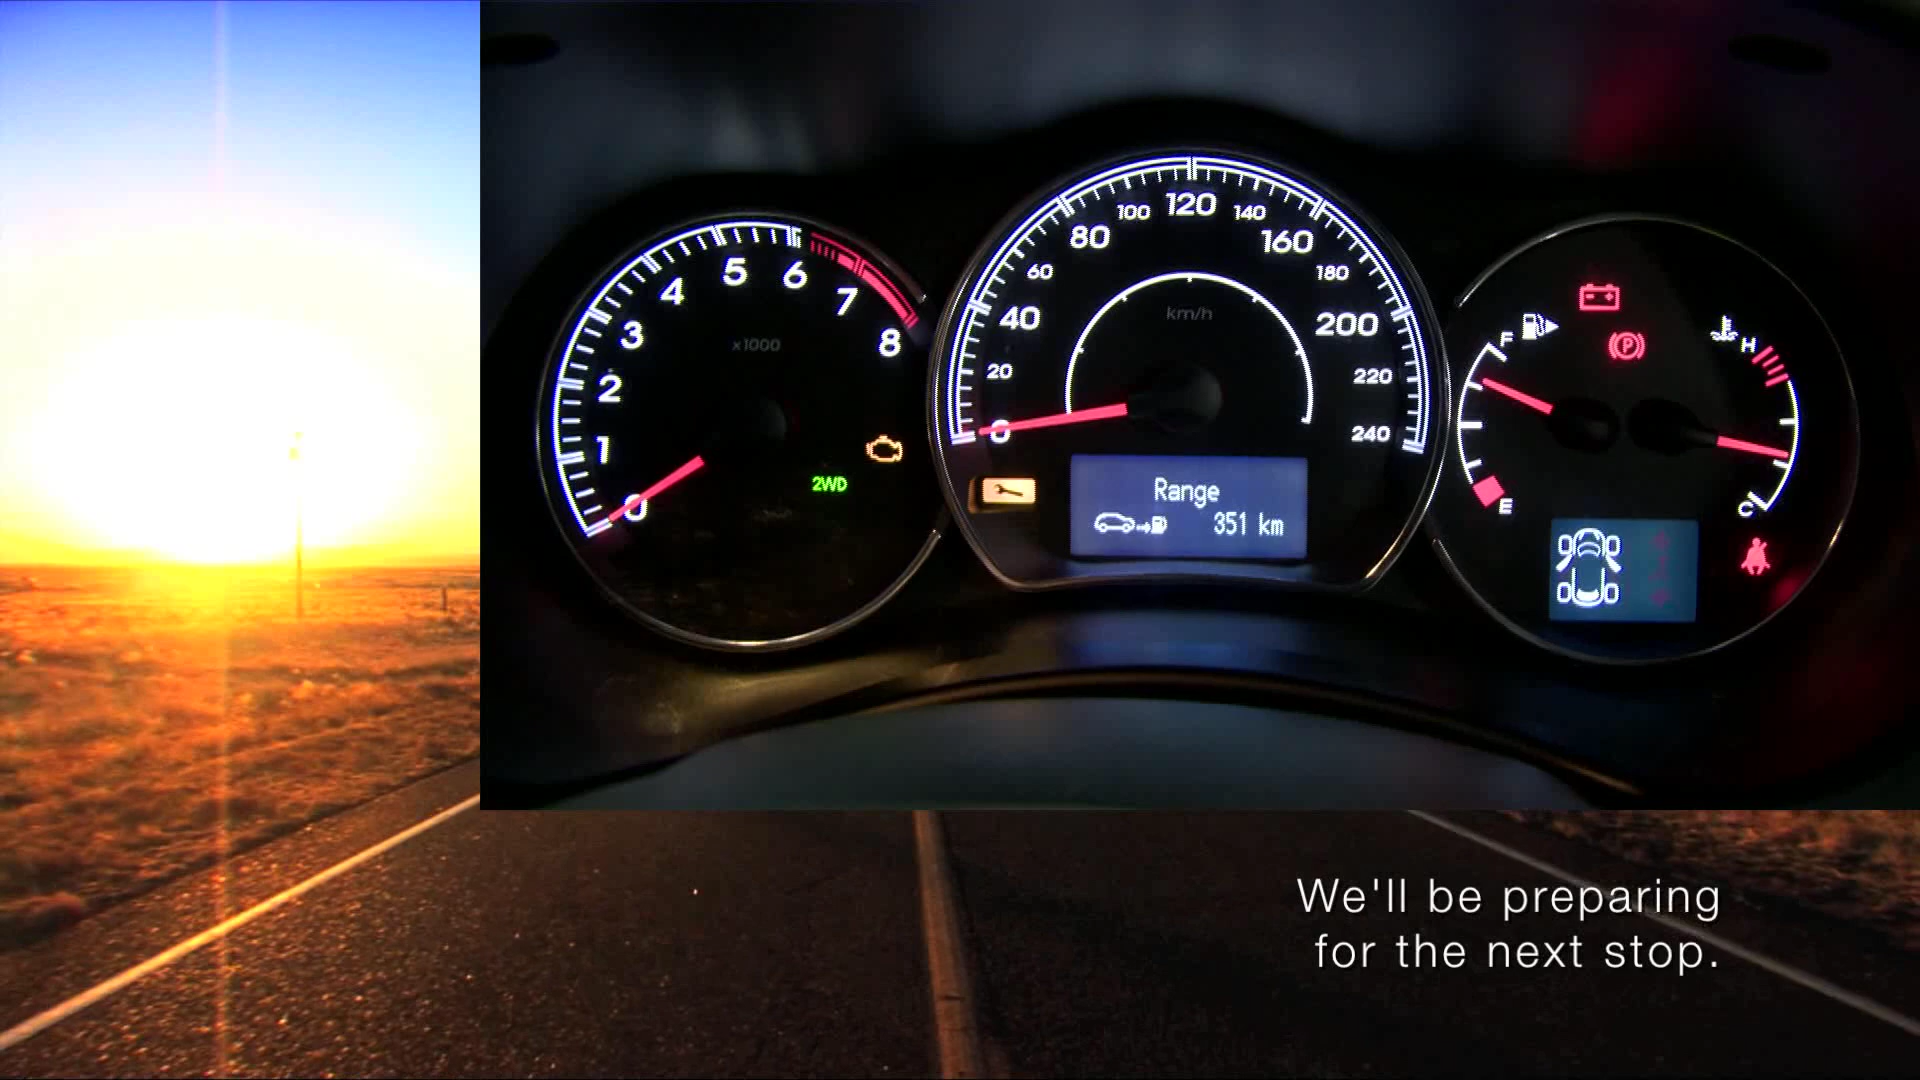 0 1 2 3 4 5 6 7 8
x1000
2WD
0 20 40 60 80 100 120 140 160 180 200 220 240
km/h
Range
351 km
F
E
H
C
P
We'll be preparing
for the next stop.